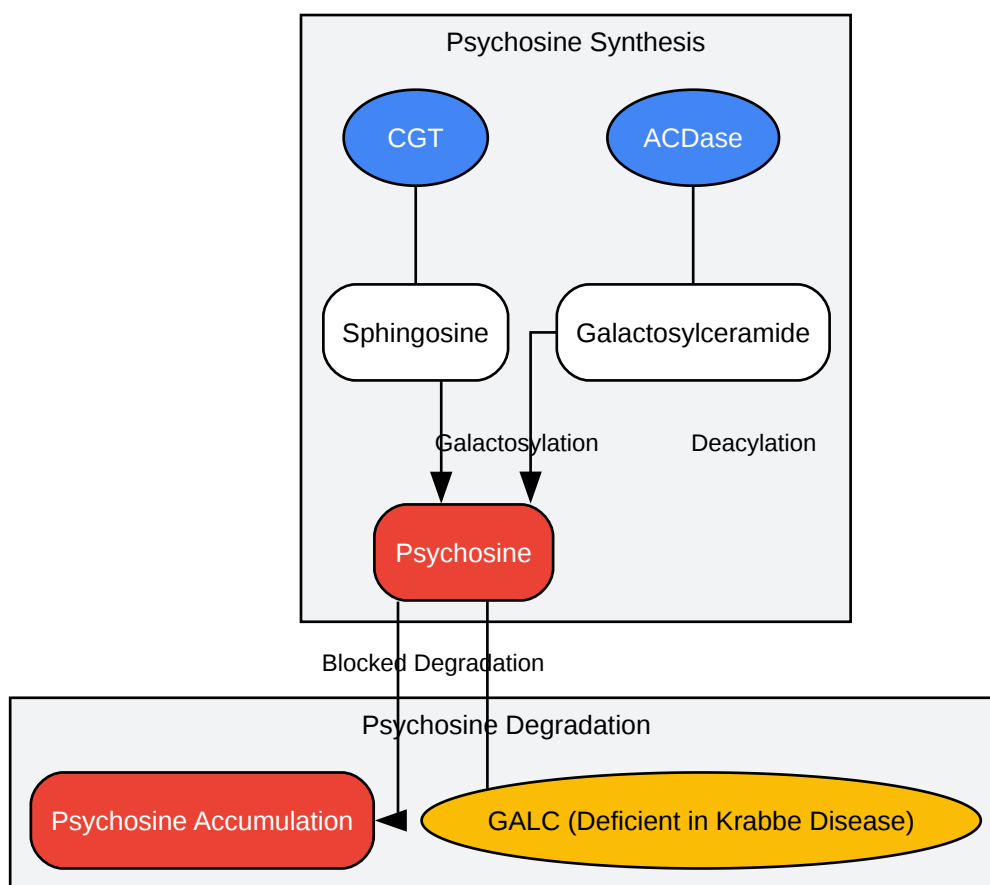 Psychosine Synthesis
CGT
ACDase
Sphingosine
Galactosylceramide
Galactosylation
Deacylation
Psychosine
Blocked Degradation
Psychosine Degradation
Psychosine Accumulation
GALC (Deficient in Krabbe Disease)